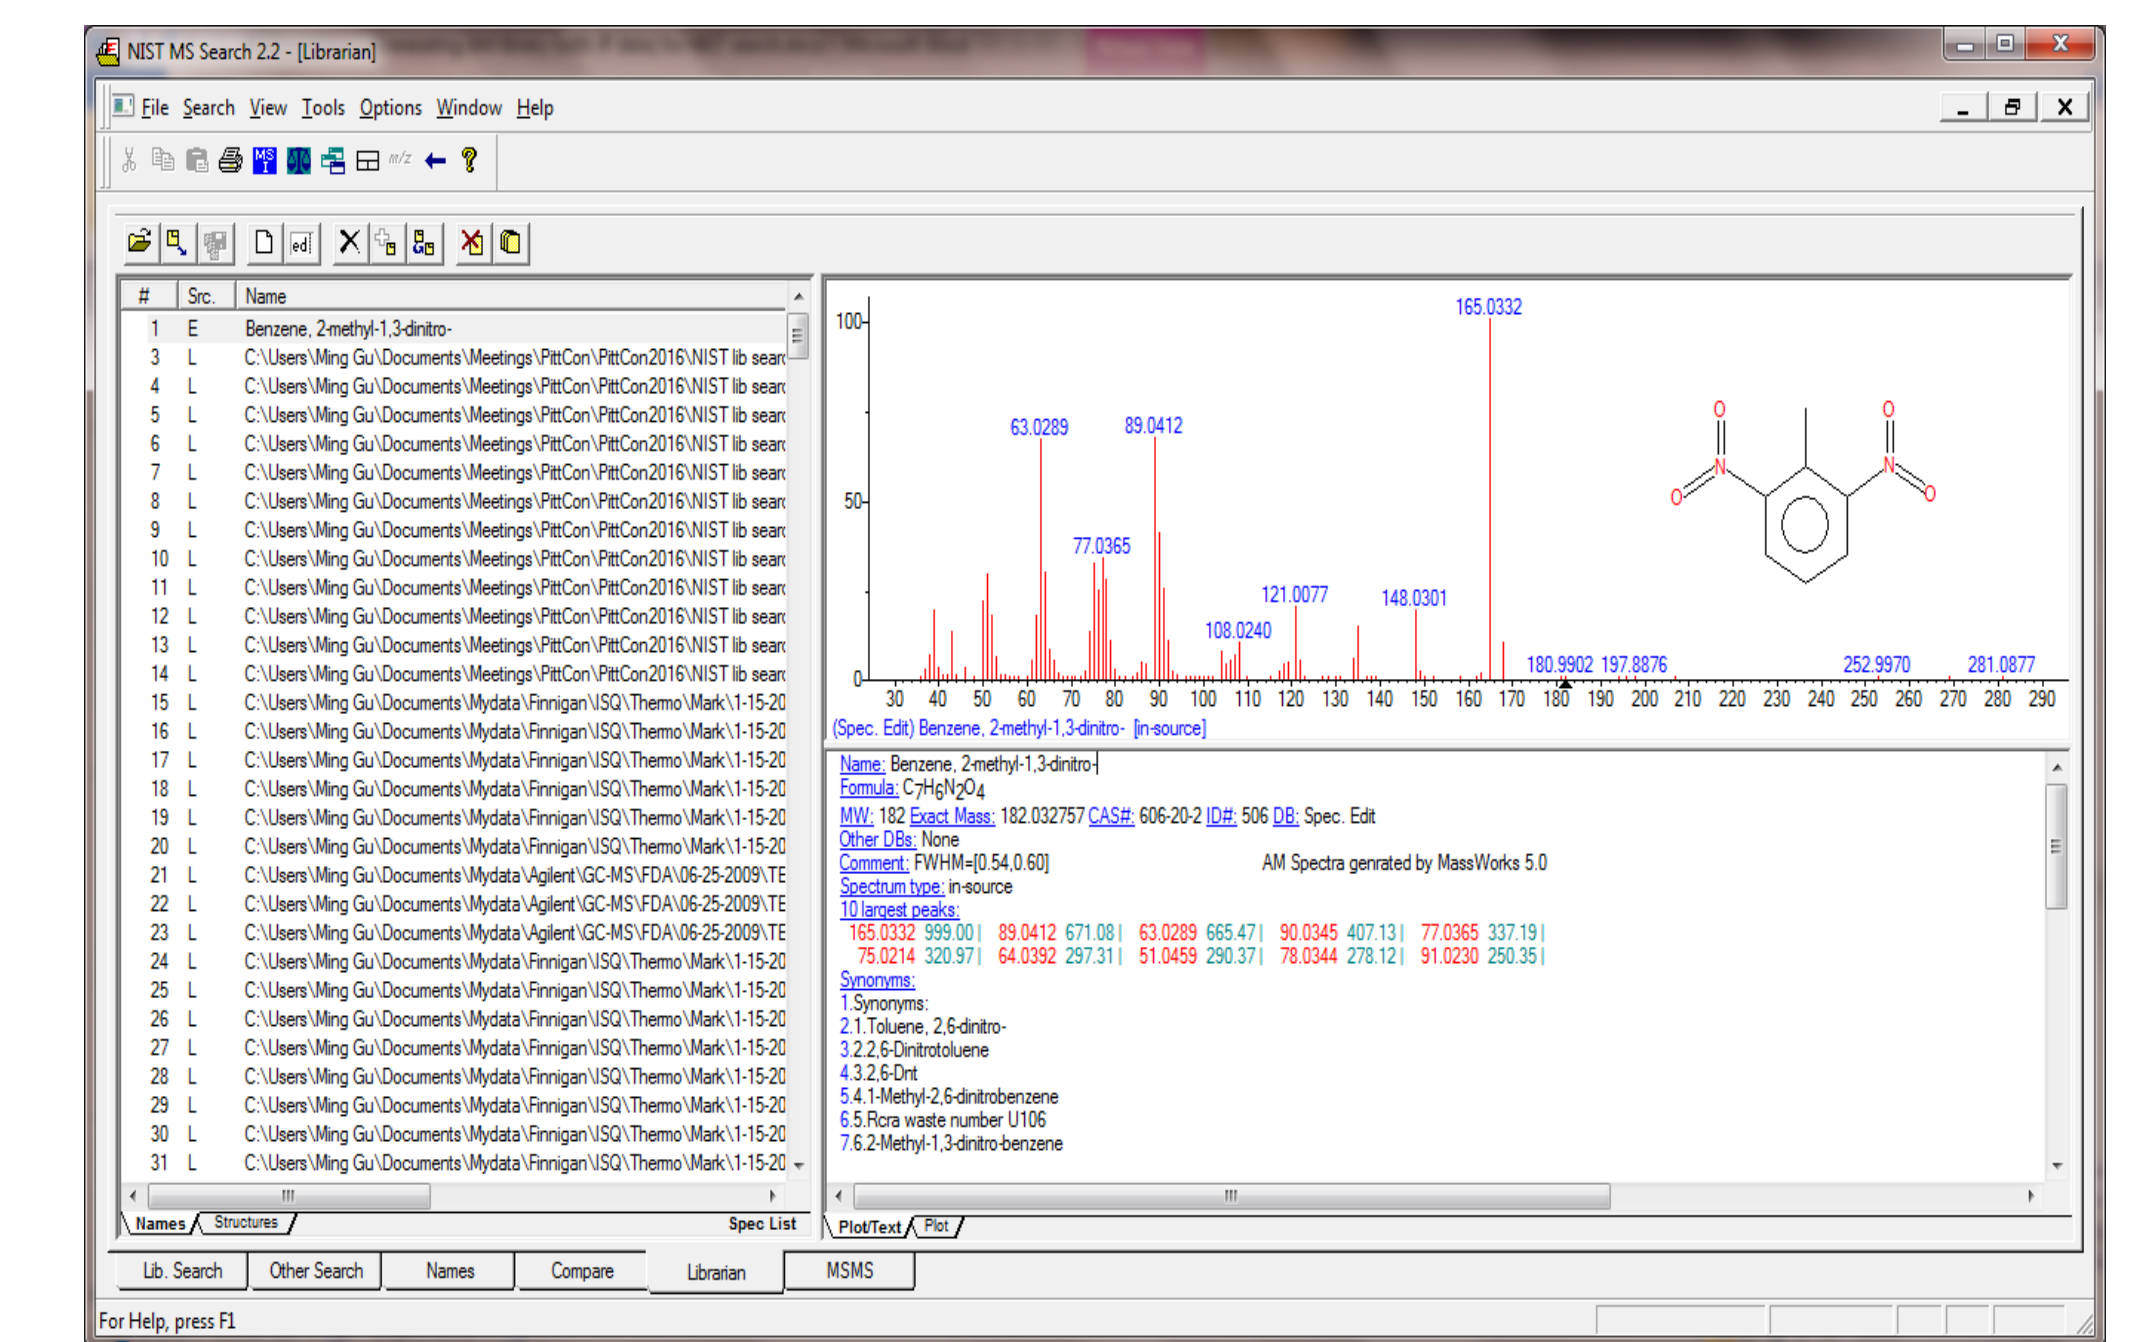 NIST MS Search 2.2 - [Librarian]
File Search View Tools Options Window Help
MS I m/z ?
ed
# Src. Name
1 E Benzene, 2-methyl-1,3-dinitro-
3 L C:\Users\Ming Gu\Documents\Meetings\PittCon\PittCon2016\NIST lib searc
4 L C:\Users\Ming Gu\Documents\Meetings\PittCon\PittCon2016\NIST lib searc
5 L C:\Users\Ming Gu\Documents\Meetings\PittCon\PittCon2016\NIST lib searc
6 L C:\Users\Ming Gu\Documents\Meetings\PittCon\PittCon2016\NIST lib searc
7 L C:\Users\Ming Gu\Documents\Meetings\PittCon\PittCon2016\NIST lib searc
8 L C:\Users\Ming Gu\Documents\Meetings\PittCon\PittCon2016\NIST lib searc
9 L C:\Users\Ming Gu\Documents\Meetings\PittCon\PittCon2016\NIST lib searc
10 L C:\Users\Ming Gu\Documents\Meetings\PittCon\PittCon2016\NIST lib searc
11 L C:\Users\Ming Gu\Documents\Meetings\PittCon\PittCon2016\NIST lib searc
12 L C:\Users\Ming Gu\Documents\Meetings\PittCon\PittCon2016\NIST lib searc
13 L C:\Users\Ming Gu\Documents\Meetings\PittCon\PittCon2016\NIST lib searc
14 L C:\Users\Ming Gu\Documents\Meetings\PittCon\PittCon2016\NIST lib searc
15 L C:\Users\Ming Gu\Documents\Mydata\Finnigan\ISQ\Thermo\Mark\1-15-20
16 L C:\Users\Ming Gu\Documents\Mydata\Finnigan\ISQ\Thermo\Mark\1-15-20
17 L C:\Users\Ming Gu\Documents\Mydata\Finnigan\ISQ\Thermo\Mark\1-15-20
18 L C:\Users\Ming Gu\Documents\Mydata\Finnigan\ISQ\Thermo\Mark\1-15-20
19 L C:\Users\Ming Gu\Documents\Mydata\Finnigan\ISQ\Thermo\Mark\1-15-20
20 L C:\Users\Ming Gu\Documents\Mydata\Finnigan\ISQ\Thermo\Mark\1-15-20
21 L C:\Users\Ming Gu\Documents\Mydata\Agilent\GC-MS\FDA\06-25-2009\TE
22 L C:\Users\Ming Gu\Documents\Mydata\Agilent\GC-MS\FDA\06-25-2009\TE
23 L C:\Users\Ming Gu\Documents\Mydata\Agilent\GC-MS\FDA\06-25-2009\TE
24 L C:\Users\Ming Gu\Documents\Mydata\Finnigan\ISQ\Thermo\Mark\1-15-20
25 L C:\Users\Ming Gu\Documents\Mydata\Finnigan\ISQ\Thermo\Mark\1-15-20
26 L C:\Users\Ming Gu\Documents\Mydata\Finnigan\ISQ\Thermo\Mark\1-15-20
27 L C:\Users\Ming Gu\Documents\Mydata\Finnigan\ISQ\Thermo\Mark\1-15-20
28 L C:\Users\Ming Gu\Documents\Mydata\Finnigan\ISQ\Thermo\Mark\1-15-20
29 L C:\Users\Ming Gu\Documents\Mydata\Finnigan\ISQ\Thermo\Mark\1-15-20
30 L C:\Users\Ming Gu\Documents\Mydata\Finnigan\ISQ\Thermo\Mark\1-15-20
31 L C:\Users\Ming Gu\Documents\Mydata\Finnigan\ISQ\Thermo\Mark\1-15-20
Names Structures Spec List
165.0332
100
63.0289 89.0412
O O
N N
O O
50
77.0365
121.0077 148.0301
108.0240
180.9902 197.8876 252.9970 281.0877
0
30 40 50 60 70 80 90 100 110 120 130 140 150 160 170 180 190 200 210 220 230 240 250 260 270 280 290
(Spec. Edit) Benzene, 2-methyl-1,3-dinitro- [in-source]
Name: Benzene, 2-methyl-1,3-dinitro-
Formula: C7H6N2O4
MW: 182 Exact Mass: 182.032757 CAS#: 606-20-2 ID#: 506 DB: Spec. Edit
Other DBs: None
Comment: FWHM=[0.54,0.60] AM Spectra genrated by MassWorks 5.0
Spectrum type: in-source
10 largest peaks:
165.0332 999.00 | 89.0412 671.08 | 63.0289 665.47 | 90.0345 407.13 | 77.0365 337.19 |
75.0214 320.97 | 64.0392 297.31 | 51.0459 290.37 | 78.0344 278.12 | 91.0230 250.35 |
Synonyms:
1.Synonyms:
2.1.Toluene, 2,6-dinitro-
3.2.2,6-Dinitrotoluene
4.3.2,6-Dnt
5.4.1-Methyl-2,6-dinitrobenzene
6.5.Rcra waste number U106
7.6.2-Methyl-1,3-dinitro-benzene
Plot/Text Plot
Lib. Search Other Search Names Compare Librarian MSMS
For Help, press F1